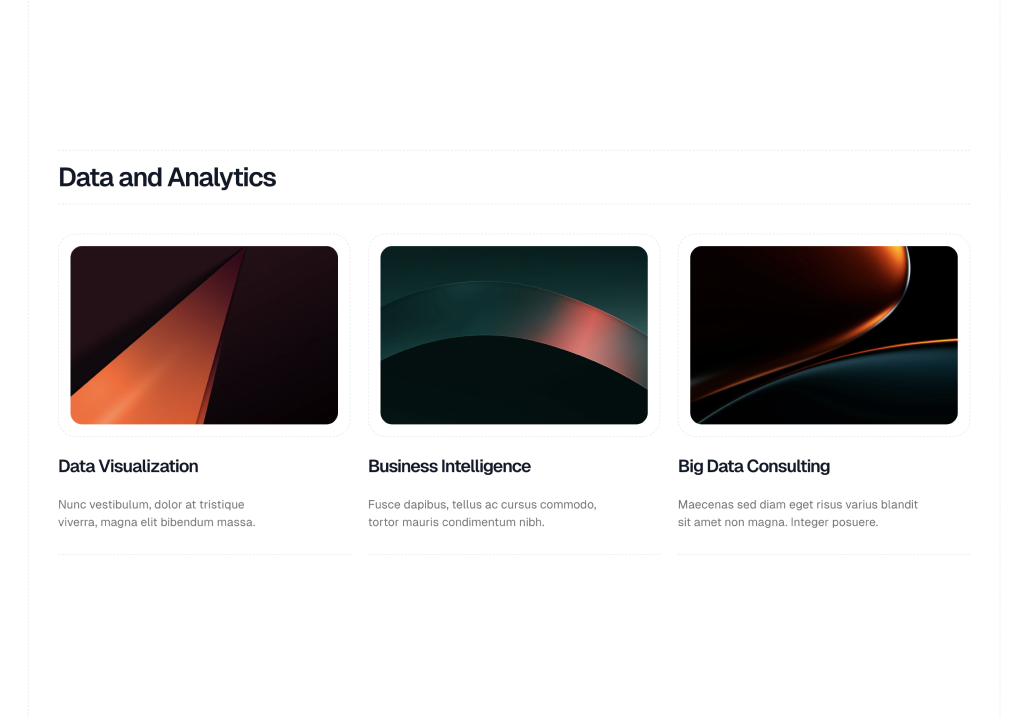 Data and Analytics
Data Visualization
Nunc vestibulum, dolor at tristique
viverra, magna elit bibendum massa.
Business Intelligence
Fusce dapibus, tellus ac cursus commodo,
tortor mauris condimentum nibh.
Big Data Consulting
Maecenas sed diam eget risus varius blandit
sit amet non magna. Integer posuere.